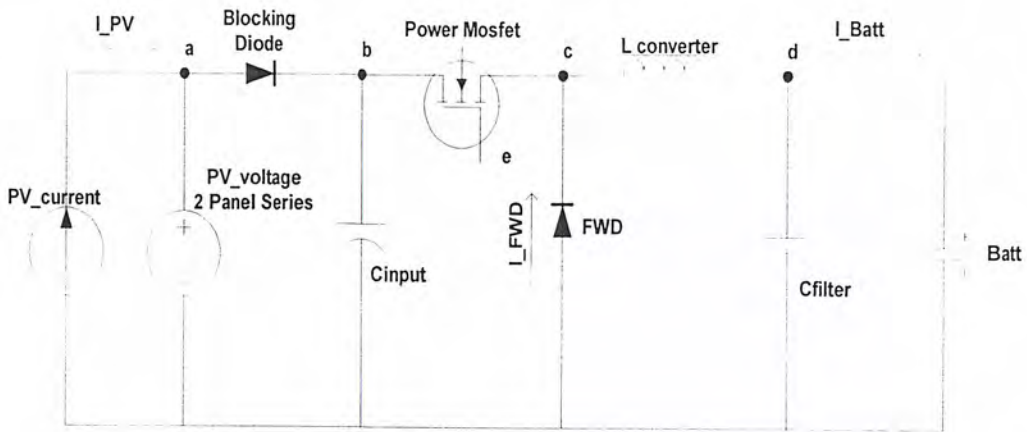 I_PV
a
Blocking
Diode
b
Power Mosfet
c
L converter
d
I_Batt
e
PV_current
PV_voltage
2 Panel Series
+
Cinput
I_FWD
FWD
Cfilter
+
Batt